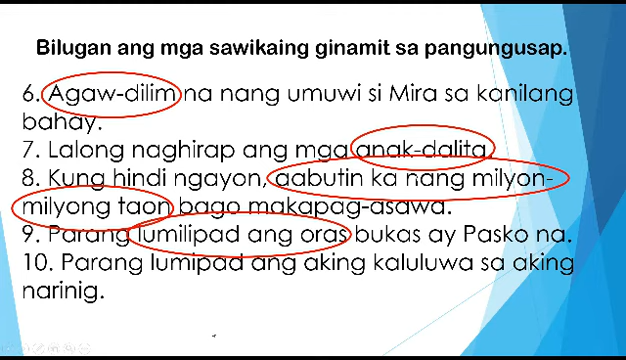 Bilugan ang mga sawikaing ginamit sa pangungusap.
6. Agaw-dilim na nang umuwi si Mira sa kanilang
bahay.
7. Lalong naghirap ang mga anak-dalita.
8. Kung hindi ngayon, aabutin ka nang milyon-
milyong taon bago makapag-asawa.
9. Parang lumilipad ang oras bukas ay Pasko na.
10. Parang lumipad ang aking kaluluwa sa aking
narinig.